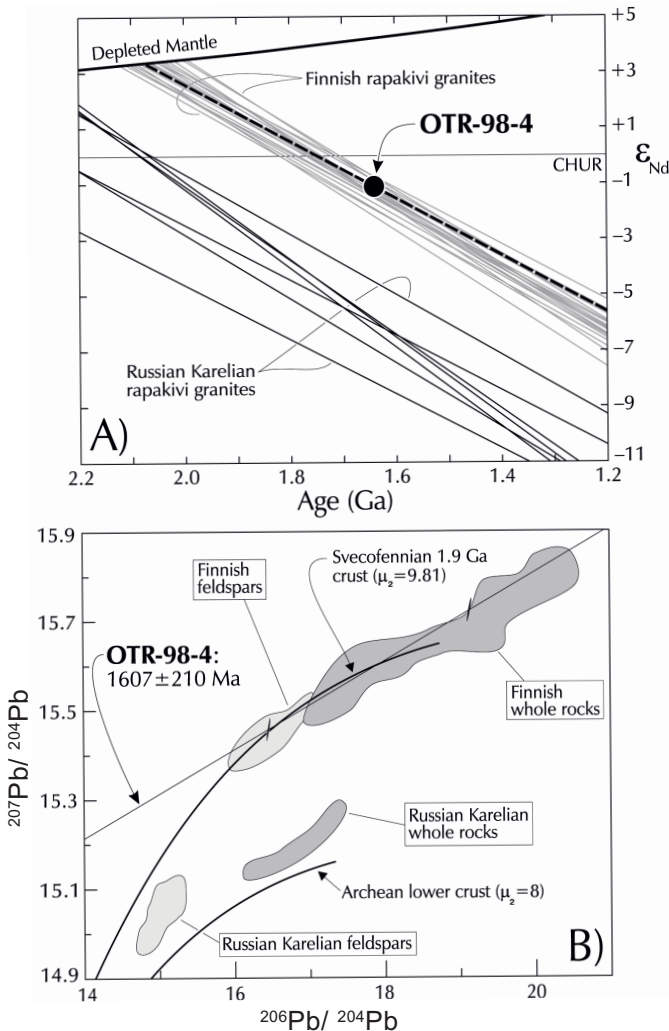 +5
Depleted Mantle
+3
Finnish rapakivi granites
+1
OTR-98-4
εNd
CHUR
–1
–3
–5
–7
Russian Karelian
rapakivi granites
–9
A)
–11
2.2 2.0 1.8 1.6 1.4 1.2
Age (Ga)
15.9
Svecofennian 1.9 Ga
crust (μ2=9.81)
Finnish
feldspars
15.7
OTR-98-4:
1607±210 Ma
Finnish
whole rocks
15.5
207Pb/ 204Pb
15.3
Russian Karelian
whole rocks
15.1
Archean lower crust (μ2=8)
Russian Karelian feldspars
B)
14.9
14 16 18 20
206Pb/ 204Pb